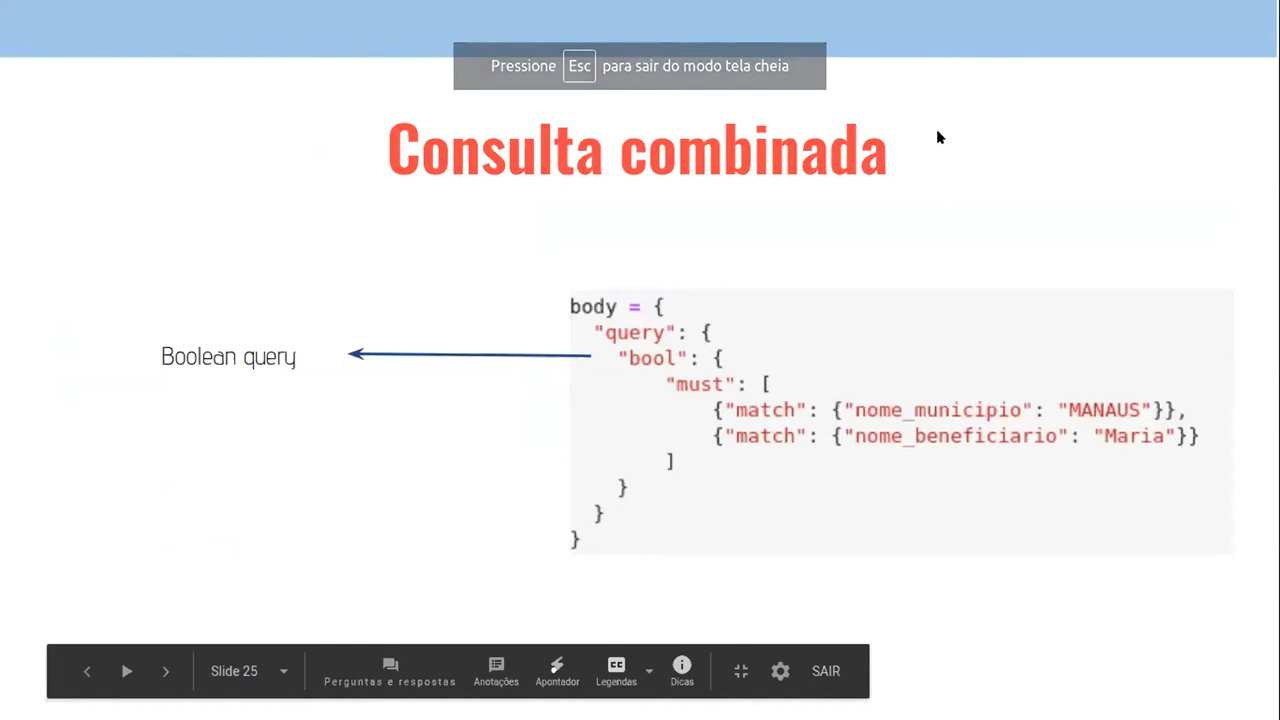 Pressione Esc para sair do modo tela cheia
Consulta combinada
Boolean query
body = {
"query": {
"bool": {
"must": [
{"match": {"nome_municipio": "MANAUS"}},
{"match": {"nome_beneficiario": "Maria"}}
]
}
}
}
Slide 25
Perguntas e respostas
Anotações
Apontador
CC
Legendas
Dicas
SAIR